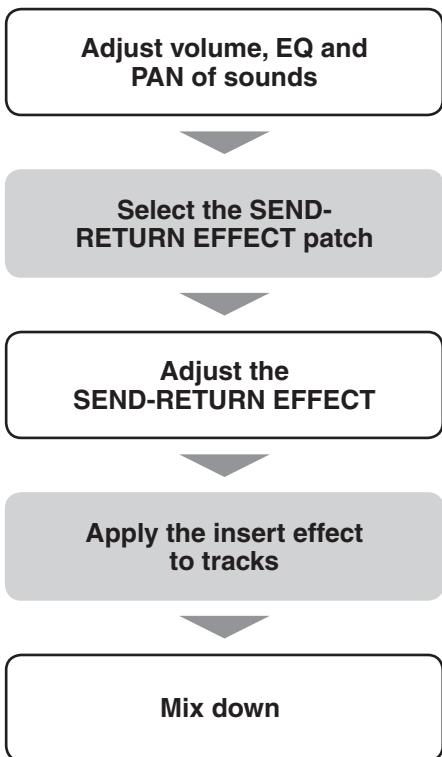 Adjust volume, EQ and
PAN of sounds
Select the SEND-
RETURN EFFECT patch
Adjust the
SEND-RETURN EFFECT
Apply the insert effect
to tracks
Mix down